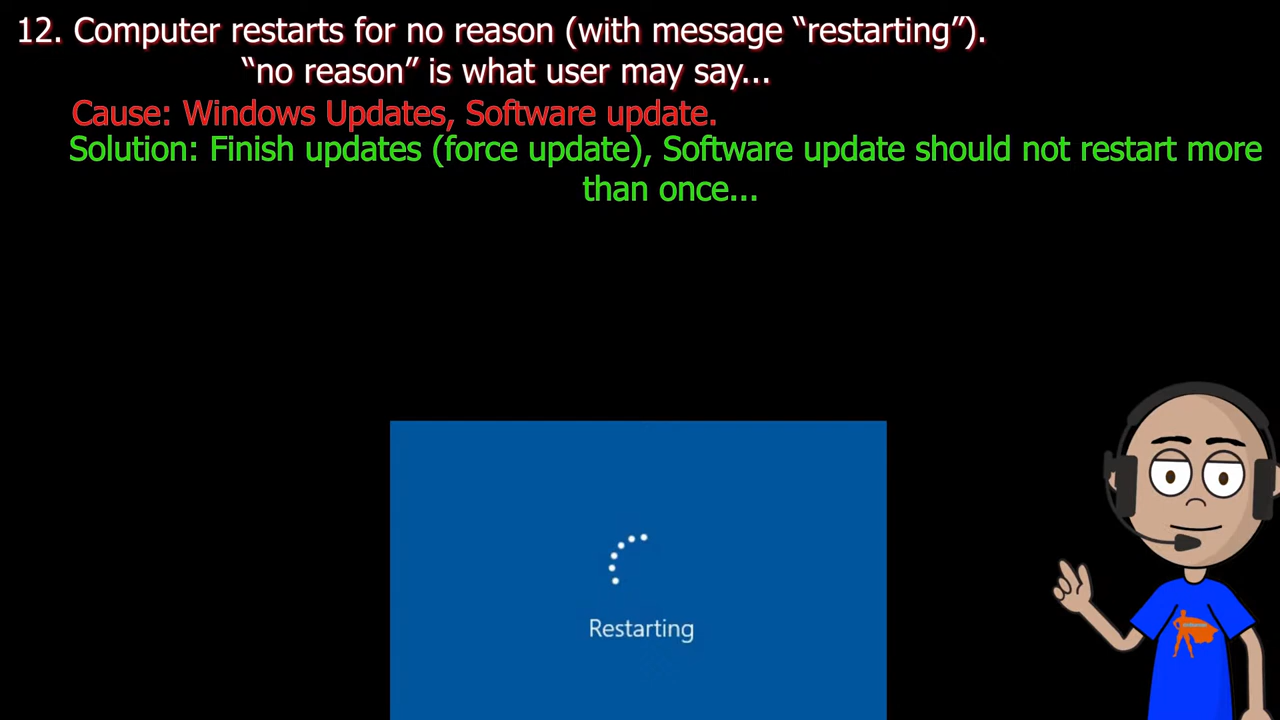 12. Computer restarts for no reason (with message “restarting”).
“no reason” is what user may say...
Cause: Windows Updates, Software update.
Solution: Finish updates (force update), Software update should not restart more
than once...
Restarting